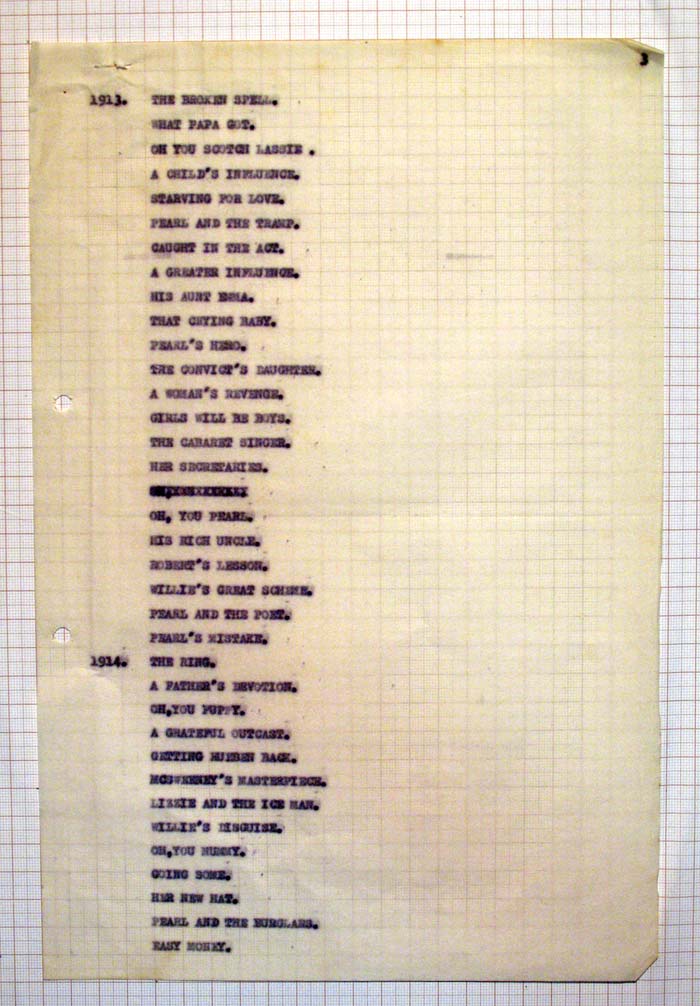 3
1913. THE BROKEN SPELL.
WHAT PAPA GOT.
OH YOU SCOTCH LASSIE .
A CHILD'S INFLUENCE.
STARVING FOR LOVE.
PEARL AND THE TRAMP.
CAUGHT IN THE ACT.
A GREATER INFLUENCE.
HIS AUNT EMMA.
THAT CRYING BABY.
PEARL'S HERO.
THE CONVICT'S DAUGHTER.
A WOMAN'S REVENGE.
GIRLS WILL BE BOYS.
THE CABARET SINGER.
HER SECRETARIES.
OH, YOU PEARL.
HIS RICH UNCLE.
ROBERT'S LESSON.
WILLIE'S GREAT SCHEME.
PEARL AND THE POET.
PEARL'S MISTAKE.
1914. THE RING.
A FATHER'S DEVOTION.
OH,YOU PUPPY.
A GRATEFUL OUTCAST.
GETTING RUEBEN BACK.
MCSWEENEY'S MASTERPIECE.
LIZZIE AND THE ICE MAN.
WILLIE'S DISGUISE.
OH,YOU MUMMY.
GOING SOME.
HER NEW HAT.
PEARL AND THE BURGLARS.
EASY MONEY.